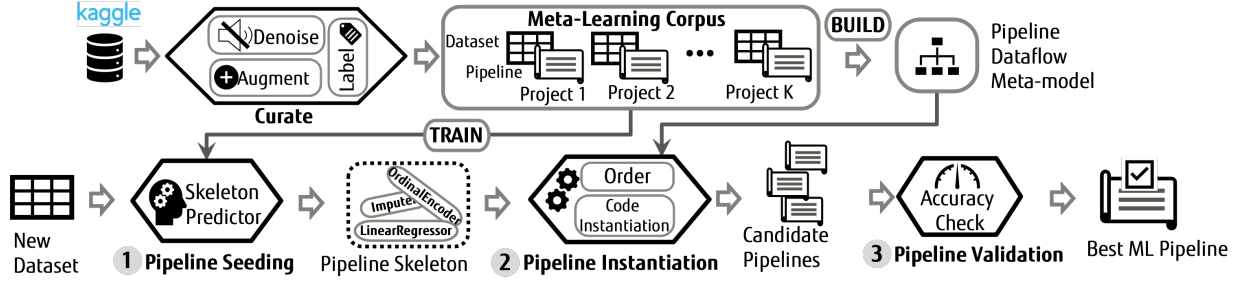 kaggle
Denoise
Augment
Label
Curate
Meta-Learning Corpus
Dataset
Pipeline
Project 1
Project 2
Project K
BUILD
Pipeline
Dataflow
Meta-model
TRAIN
New
Dataset
Skeleton
Predictor
1 Pipeline Seeding
OrdinalEncoder
Impute
LinearRegressor
Pipeline Skeleton
Order
Code
Instantiation
2 Pipeline Instantiation
Candidate
Pipelines
Accuracy
Check
3 Pipeline Validation
Best ML Pipeline